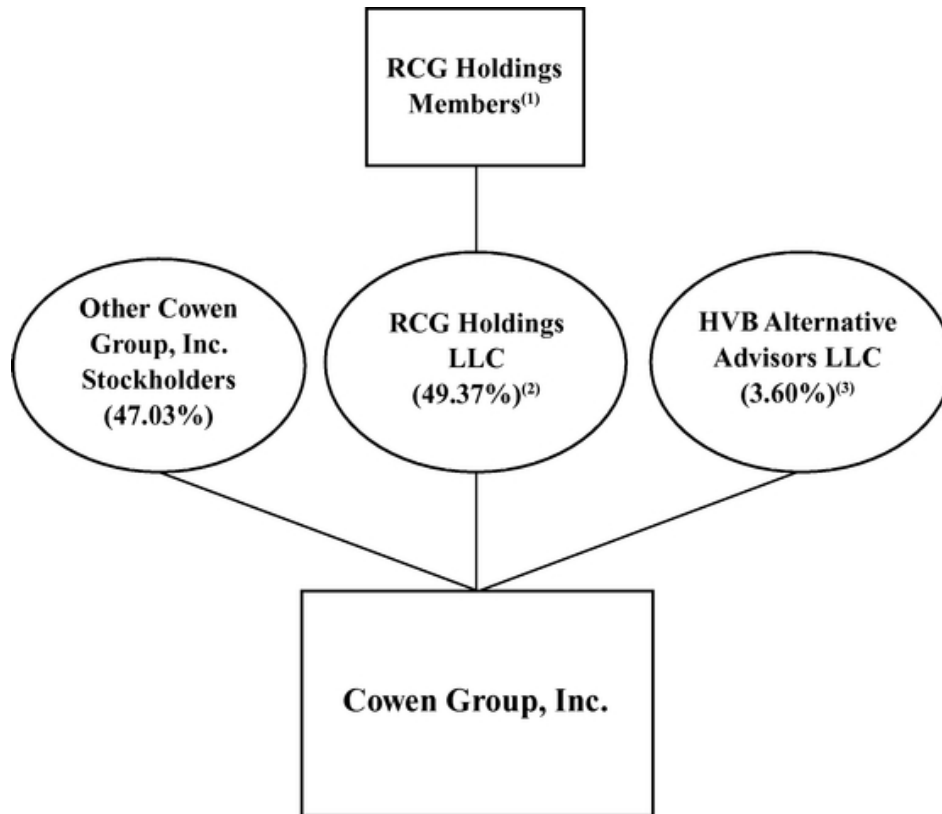 RCG Holdings
Members(1)
Other Cowen
Group, Inc.
Stockholders
(47.03%)
RCG Holdings
LLC
(49.37%)(2)
HVB Alternative
Advisors LLC
(3.60%)(3)
Cowen Group, Inc.